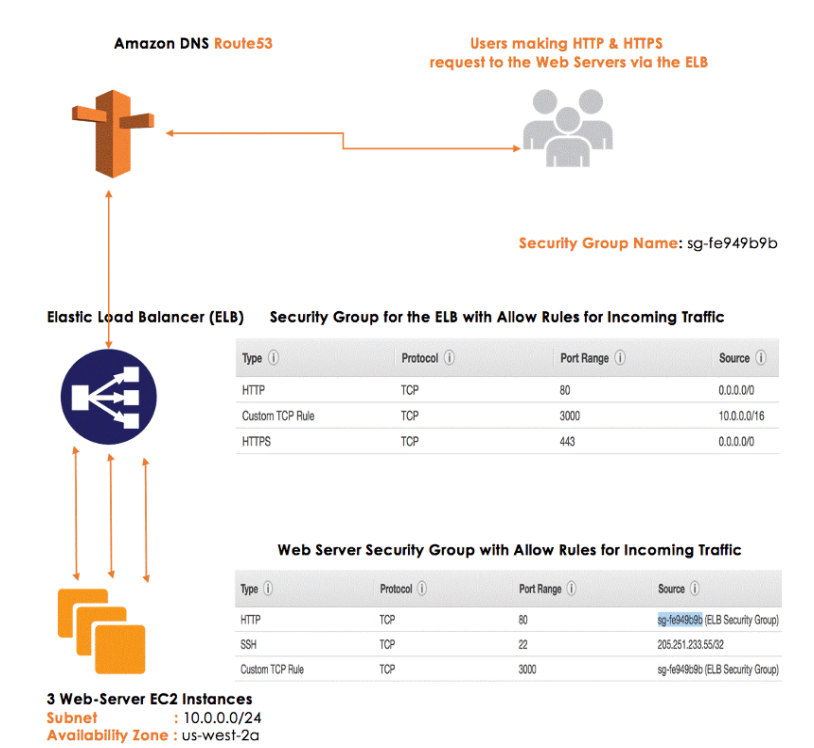 Amazon DNS Route53
Users making HTTP & HTTPS
request to the Web Servers via the ELB
Security Group Name: sg-fe949b9b
Elastic Load Balancer (ELB)
Security Group for the ELB with Allow Rules for Incoming Traffic
Type i Protocol i Port Range i Source i
HTTP TCP 80 0.0.0.0/0
Custom TCP Rule TCP 3000 10.0.0.0/16
HTTPS TCP 443 0.0.0.0/0
Web Server Security Group with Allow Rules for Incoming Traffic
Type i Protocol i Port Range i Source i
HTTP TCP 80 sg-fe949b9b (ELB Security Group)
SSH TCP 22 205.251.233.55/32
Custom TCP Rule TCP 3000 sg-fe949b9b (ELB Security Group)
3 Web-Server EC2 Instances
Subnet : 10.0.0.0/24
Availability Zone : us-west-2a